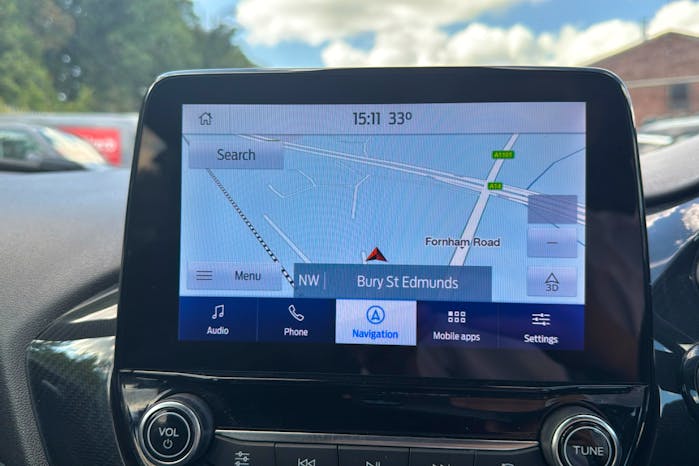 15:11 33º
Search
A1101
A14
Fornham Road
Menu
NW Bury St Edmunds
3D
Audio
Phone
Navigation
Mobile apps
Settings
VOL
TUNE